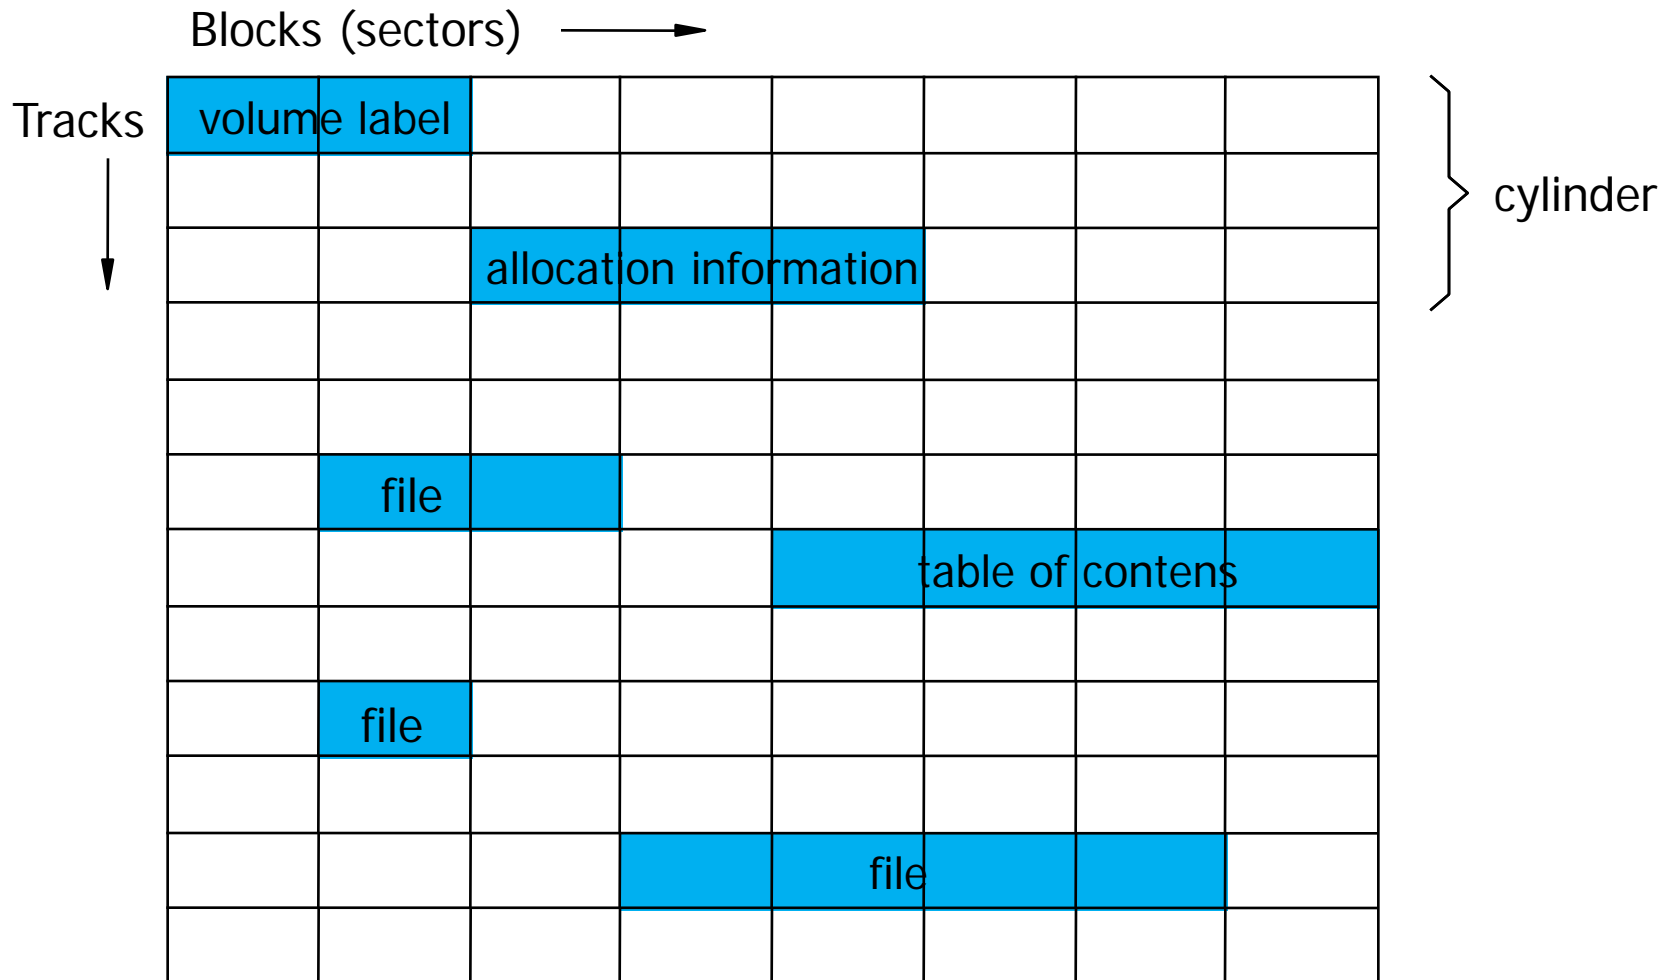 Blocks (sectors)
Tracks
volume label
cylinder
allocation information
file
table of contens
file
file